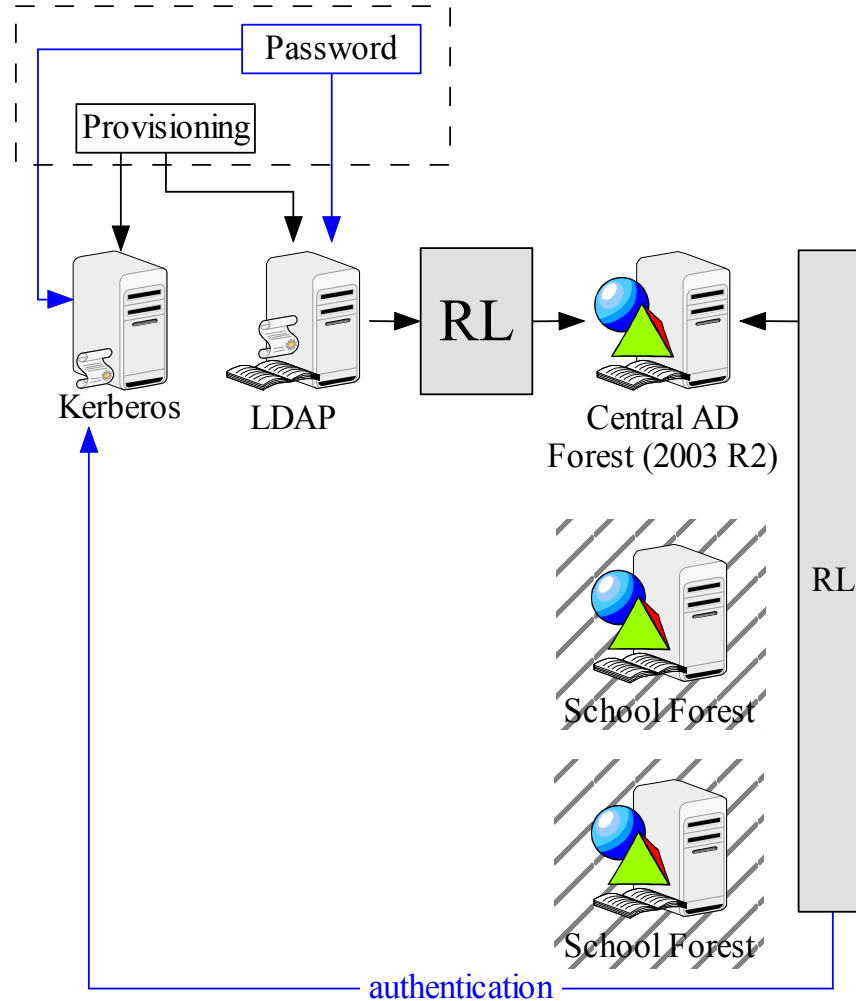 Password
Provisioning
Kerberos
LDAP
RL
Central AD
Forest (2003 R2)
RL
School Forest
School Forest
authentication